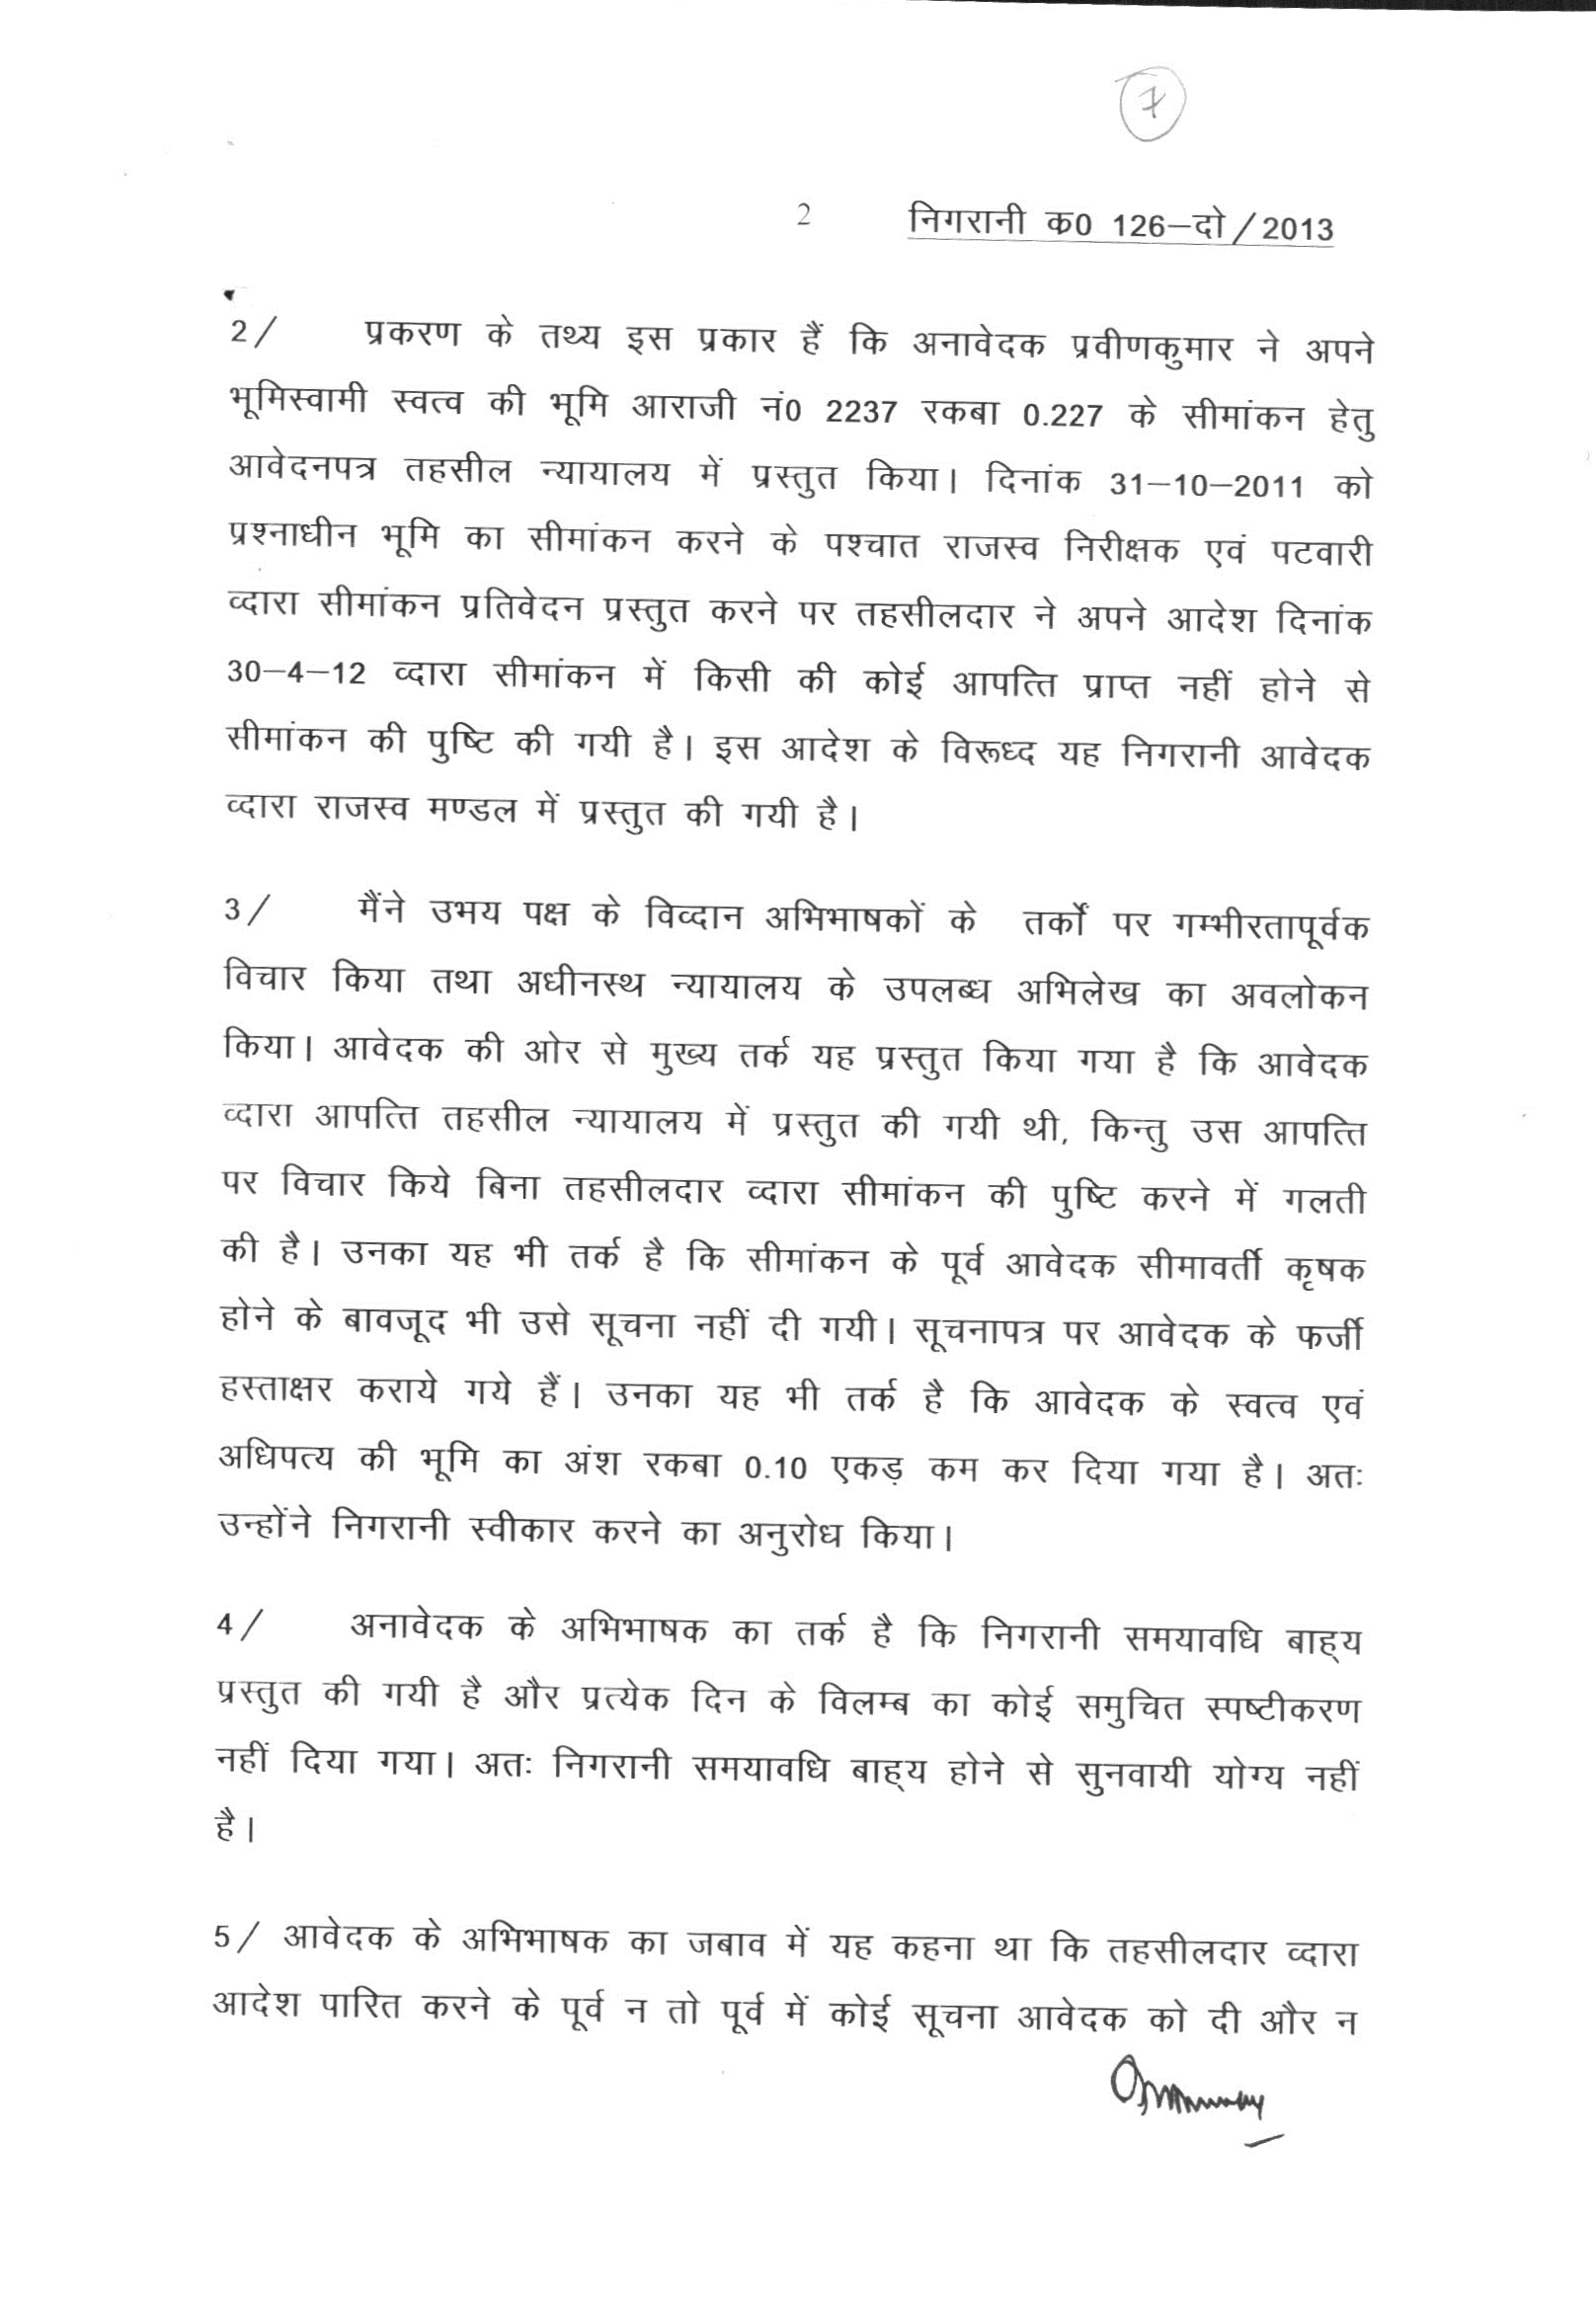 7
2 निगरानी क0 126—दो/2013
2/ प्रकरण के तथ्य इस प्रकार हैं कि अनावेदक प्रवीणकुमार ने अपने
भूमिस्वामी स्वत्व की भूमि आराजी नं0 2237 रकबा 0.227 के सीमांकन हेतु
आवेदनपत्र तहसील न्यायालय में प्रस्तुत किया। दिनांक 31—10—2011 को
प्रश्नाधीन भूमि का सीमांकन करने के पश्चात राजस्व निरीक्षक एवं पटवारी
व्दारा सीमांकन प्रतिवेदन प्रस्तुत करने पर तहसीलदार ने अपने आदेश दिनांक
30—4—12 व्दारा सीमांकन में किसी की कोई आपत्ति प्राप्त नहीं होने से
सीमांकन की पुष्टि की गयी है। इस आदेश के विरूध्द यह निगरानी आवेदक
व्दारा राजस्व मण्डल में प्रस्तुत की गयी है।
3/ मैंने उभय पक्ष के विव्दान अभिभाषकों के तर्कों पर गम्भीरतापूर्वक
विचार किया तथा अधीनस्थ न्यायालय के उपलब्ध अभिलेख का अवलोकन
किया। आवेदक की ओर से मुख्य तर्क यह प्रस्तुत किया गया है कि आवेदक
व्दारा आपत्ति तहसील न्यायालय में प्रस्तुत की गयी थी, किन्तु उस आपत्ति
पर विचार किये बिना तहसीलदार व्दारा सीमांकन की पुष्टि करने में गलती
की है। उनका यह भी तर्क है कि सीमांकन के पूर्व आवेदक सीमावर्ती कृषक
होने के बावजूद भी उसे सूचना नहीं दी गयी। सूचनापत्र पर आवेदक के फर्जी
हस्ताक्षर कराये गये हैं। उनका यह भी तर्क है कि आवेदक के स्वत्व एवं
अधिपत्य की भूमि का अंश रकबा 0.10 एकड़ कम कर दिया गया है। अतः
उन्होंने निगरानी स्वीकार करने का अनुरोध किया।
4/ अनावेदक के अभिभाषक का तर्क है कि निगरानी समयावधि बाह्य
प्रस्तुत की गयी है और प्रत्येक दिन के विलम्ब का कोई समुचित स्पष्टीकरण
नहीं दिया गया। अतः निगरानी समयावधि बाह्य होने से सुनवायी योग्य नहीं
है।
5/ आवेदक के अभिभाषक का जबाव में यह कहना था कि तहसीलदार व्दारा
आदेश पारित करने के पूर्व न तो पूर्व में कोई सूचना आवेदक को दी और न